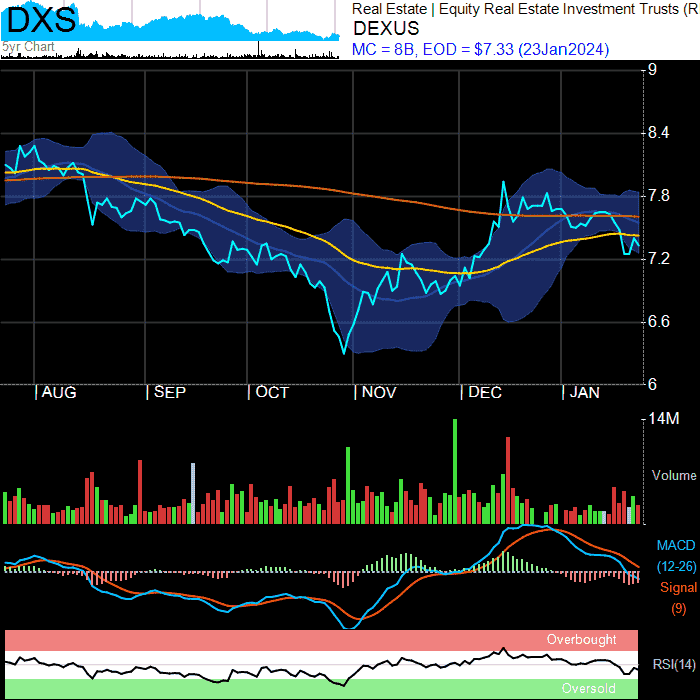 DXS
5yr Chart
Real Estate | Equity Real Estate Investment Trusts (R
DEXUS
MC = 8B, EOD = $7.33 (23Jan2024)
9
8.4
7.8
7.2
6.6
6
| AUG | SEP | OCT | NOV | DEC | JAN
14M
Volume
MACD
(12-26)
Signal
(9)
Overbought
RSI(14)
Oversold